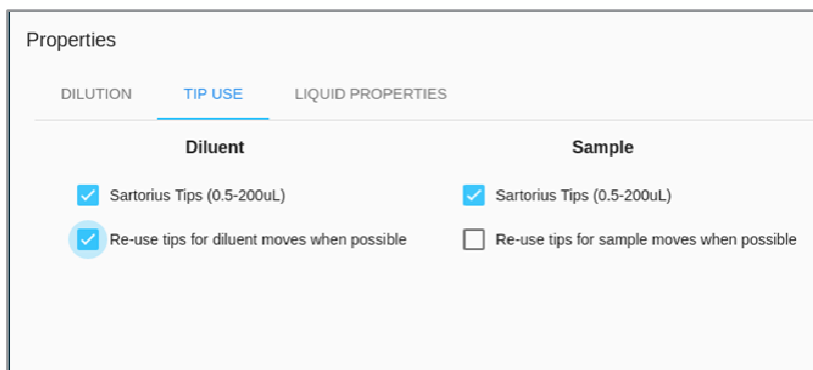 Properties
DILUTION TIP USE LIQUID PROPERTIES
Diluent Sample
Sartorius Tips (0.5-200uL) Sartorius Tips (0.5-200uL)
Re-use tips for diluent moves when possible Re-use tips for sample moves when possible